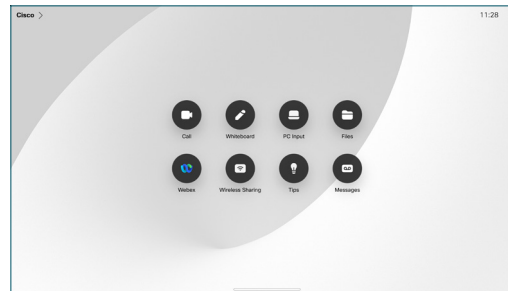 Cisco
11:28
Call Whiteboard PC Input Files
Webex Wireless Sharing Tips Messages